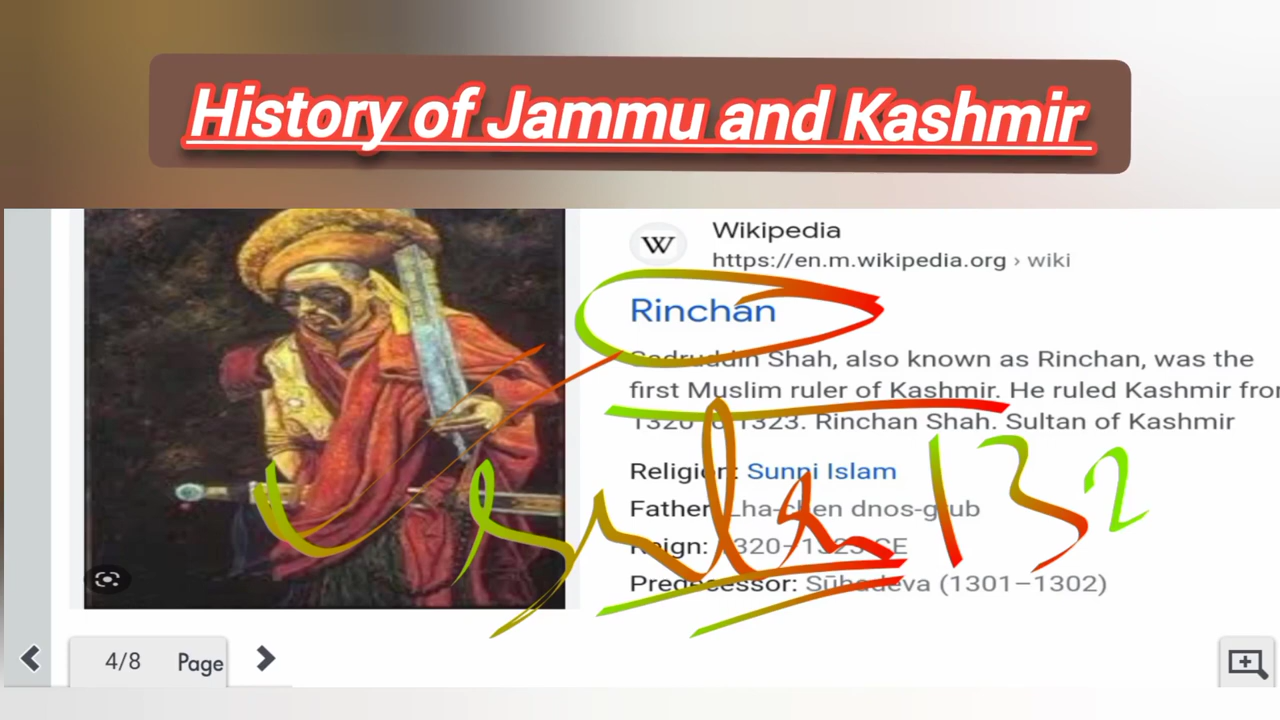 History of Jammu and Kashmir
W
Wikipedia
https://en.m.wikipedia.org › wiki
Rinchan
Sadruddin Shah, also known as Rinchan, was the
first Muslim ruler of Kashmir. He ruled Kashmir from
1320 to 1323. Rinchan Shah. Sultan of Kashmir
Religion: Sunni Islam
Father: Lha-chen dnos-grub
Reign: 1320–1323 CE
132
Predecessor: Sūhadeva (1301–1302)
4/8 Page